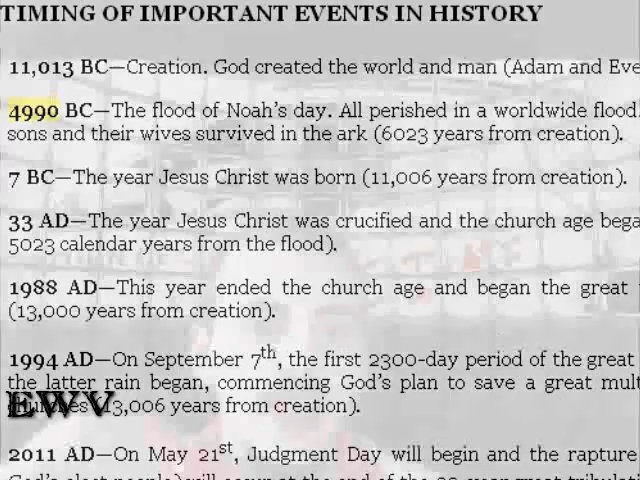 TIMING OF IMPORTANT EVENTS IN HISTORY
11,013 BC—Creation. God created the world and man (Adam and Eve
4990 BC—The flood of Noah's day. All perished in a worldwide flood.
sons and their wives survived in the ark (6023 years from creation).
7 BC—The year Jesus Christ was born (11,006 years from creation).
33 AD—The year Jesus Christ was crucified and the church age bega
5023 calendar years from the flood).
1988 AD—This year ended the church age and began the great
(13,000 years from creation).
1994 AD—On September 7th, the first 2300-day period of the great
the latter rain began, commencing God's plan to save a great mult
13,006 years from creation).
EWV
2011 AD—On May 21st, Judgment Day will begin and the rapture